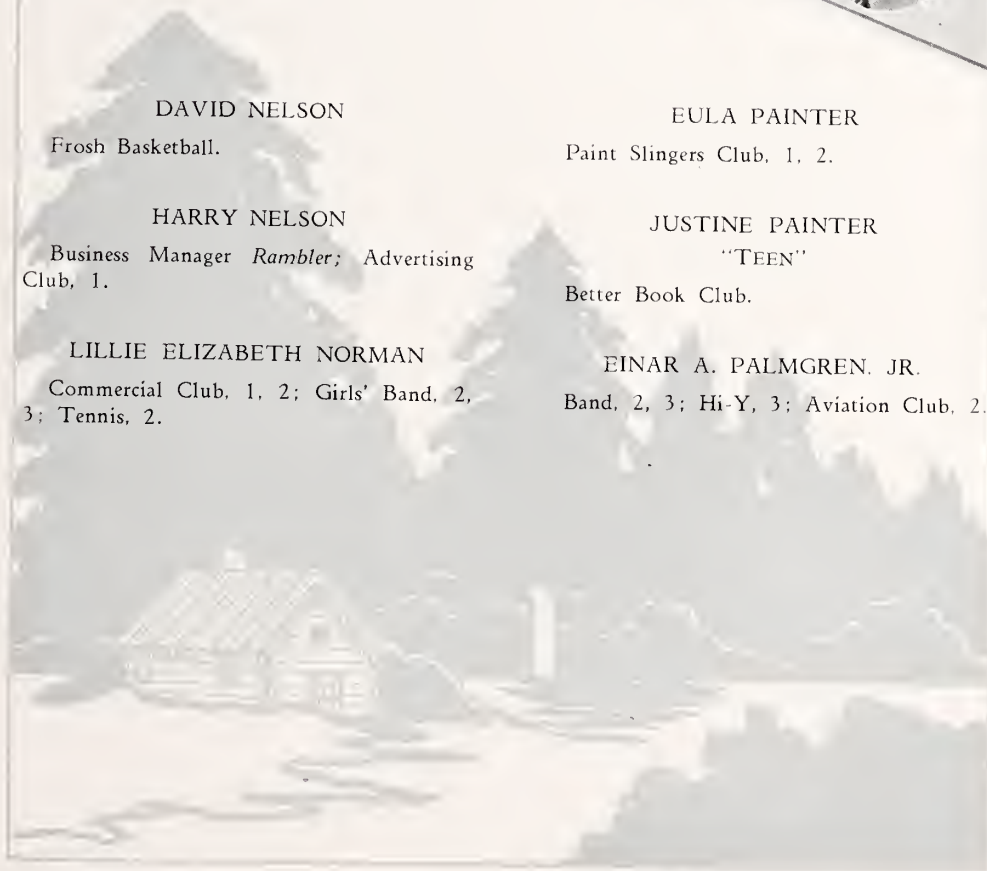 DAVID NELSON
Frosh Basketball.
HARRY NELSON
Business Manager Rambler; Advertising
Club, 1.
LILLIE ELIZABETH NORMAN
Commercial Club, 1, 2; Girls' Band, 2,
3; Tennis, 2.
EULA PAINTER
Paint Slingers Club, 1, 2.
JUSTINE PAINTER
"TEEN"
Better Book Club.
EINAR A. PALMGREN, JR.
Band, 2, 3; Hi-Y, 3; Aviation Club, 2.